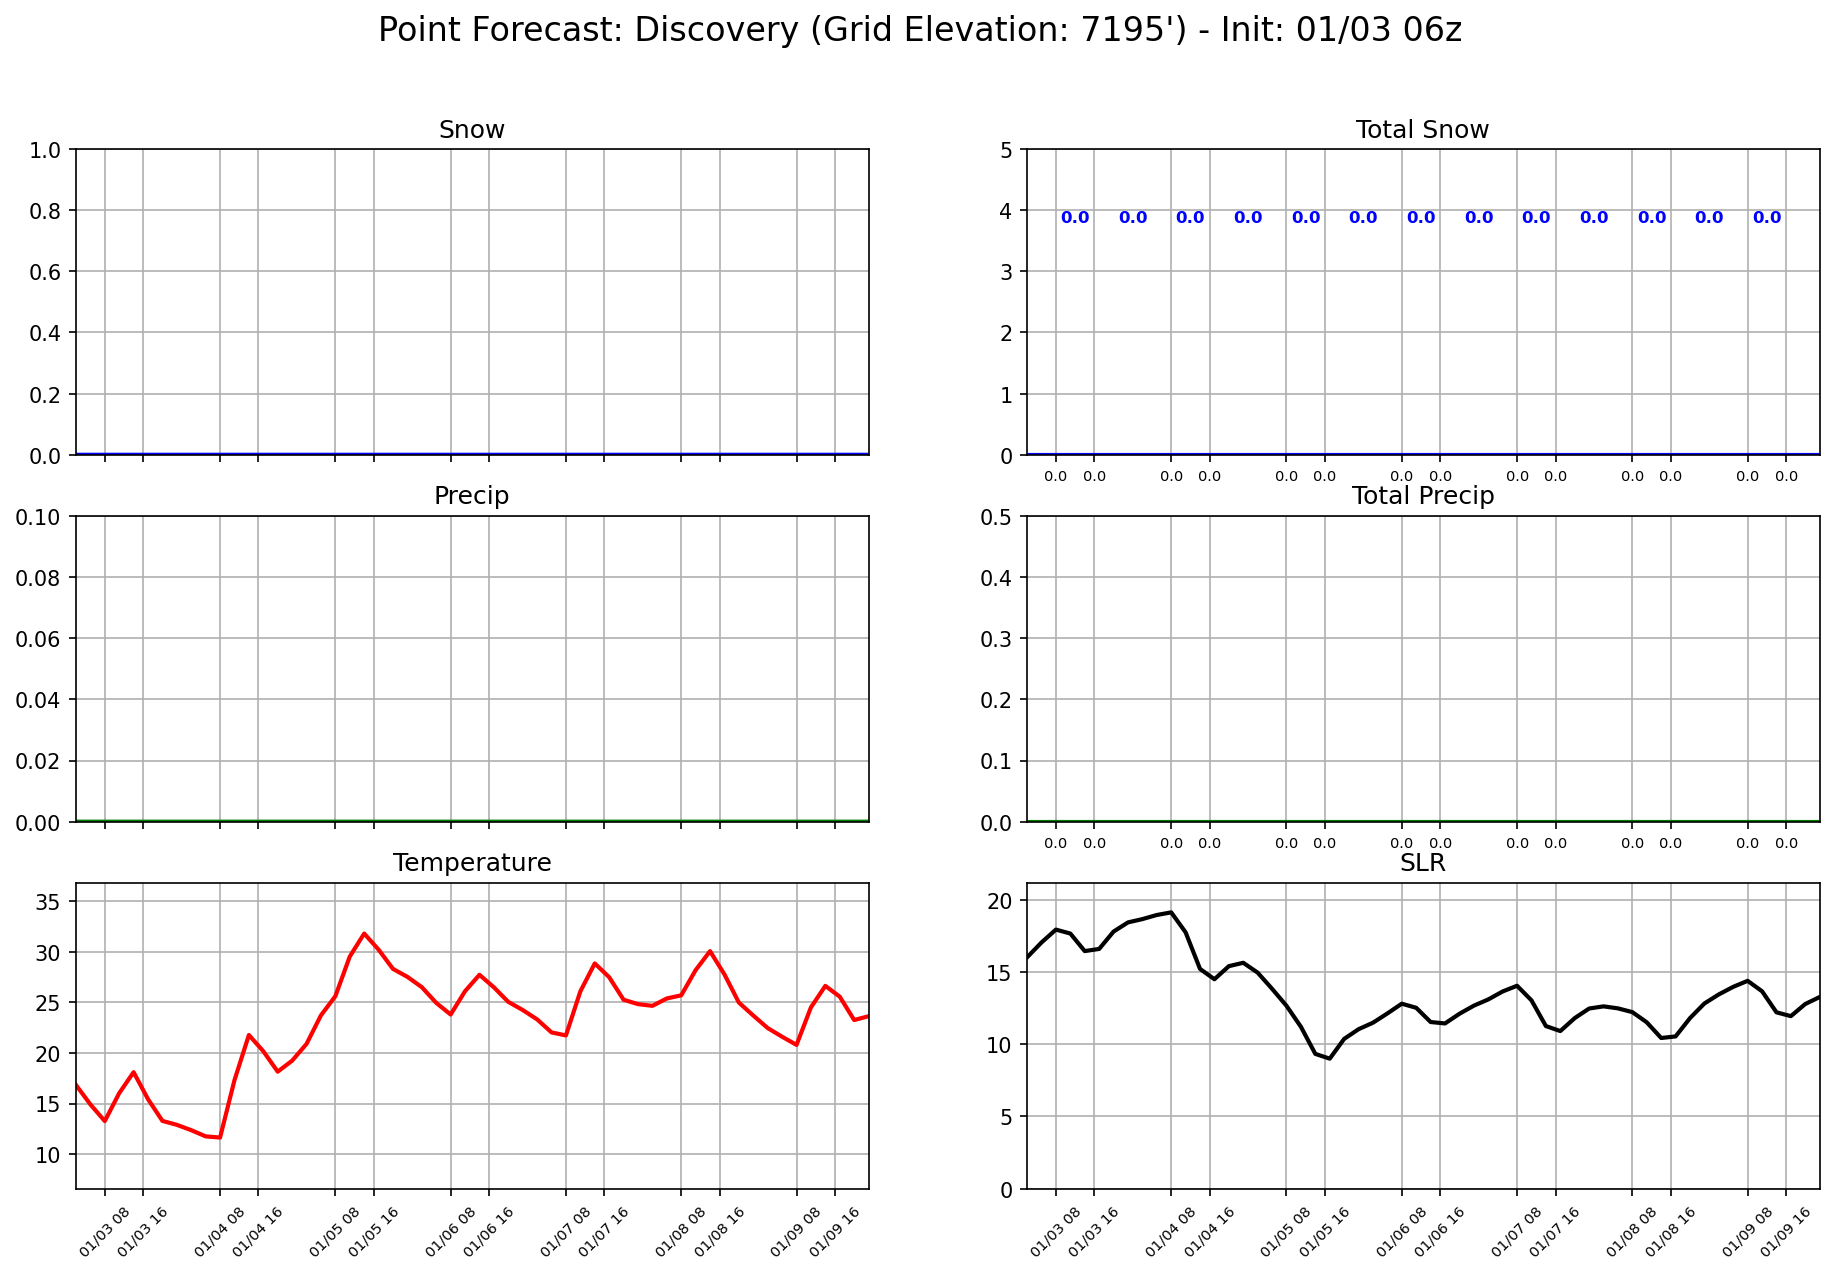 Point Forecast: Discovery (Grid Elevation: 7195') - Init: 01/03 06z
Snow
1.0
0.8
0.6
0.4
0.2
0.0
Total Snow
5
4
3
2
1
0
0.0 0.0 0.0 0.0 0.0 0.0 0.0 0.0 0.0 0.0 0.0 0.0 0.0
0.0 0.0 0.0 0.0 0.0 0.0 0.0 0.0 0.0 0.0 0.0 0.0 0.0 0.0
Precip
0.10
0.08
0.06
0.04
0.02
0.00
Total Precip
0.5
0.4
0.3
0.2
0.1
0.0
0.0 0.0 0.0 0.0 0.0 0.0 0.0 0.0 0.0 0.0 0.0 0.0 0.0 0.0
Temperature
35
30
25
20
15
10
01/03 08 01/03 16 01/04 08 01/04 16 01/05 08 01/05 16 01/06 08 01/06 16 01/07 08 01/07 16 01/08 08 01/08 16 01/09 08 01/09 16
SLR
20
15
10
5
0
01/03 08 01/03 16 01/04 08 01/04 16 01/05 08 01/05 16 01/06 08 01/06 16 01/07 08 01/07 16 01/08 08 01/08 16 01/09 08 01/09 16